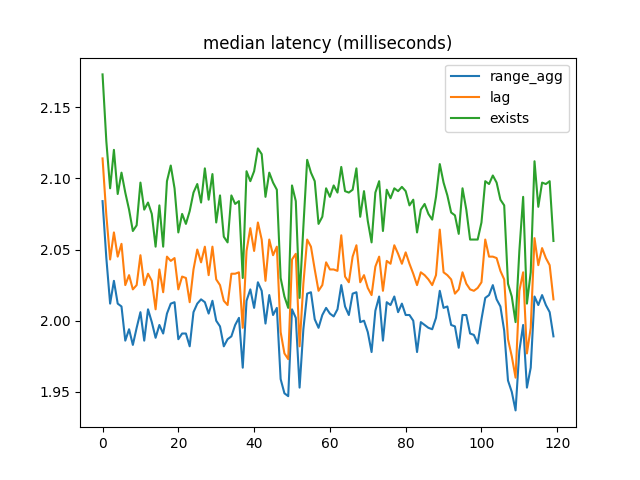 median latency (milliseconds)
range_agg
lag
exists
2.15
2.10
2.05
2.00
1.95
0 20 40 60 80 100 120